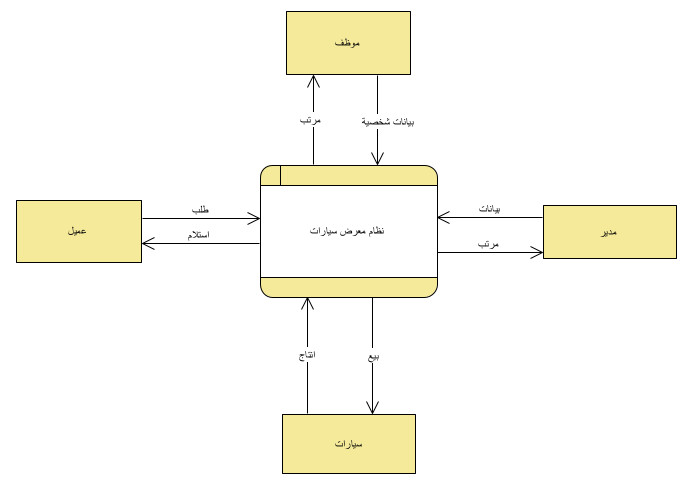 موظف
مرتب
بيانات شخصية
بيانات
مدير
مرتب
طلب
عميل
استلام
نظام معرض سيارات
انتاج
بيع
سيارات